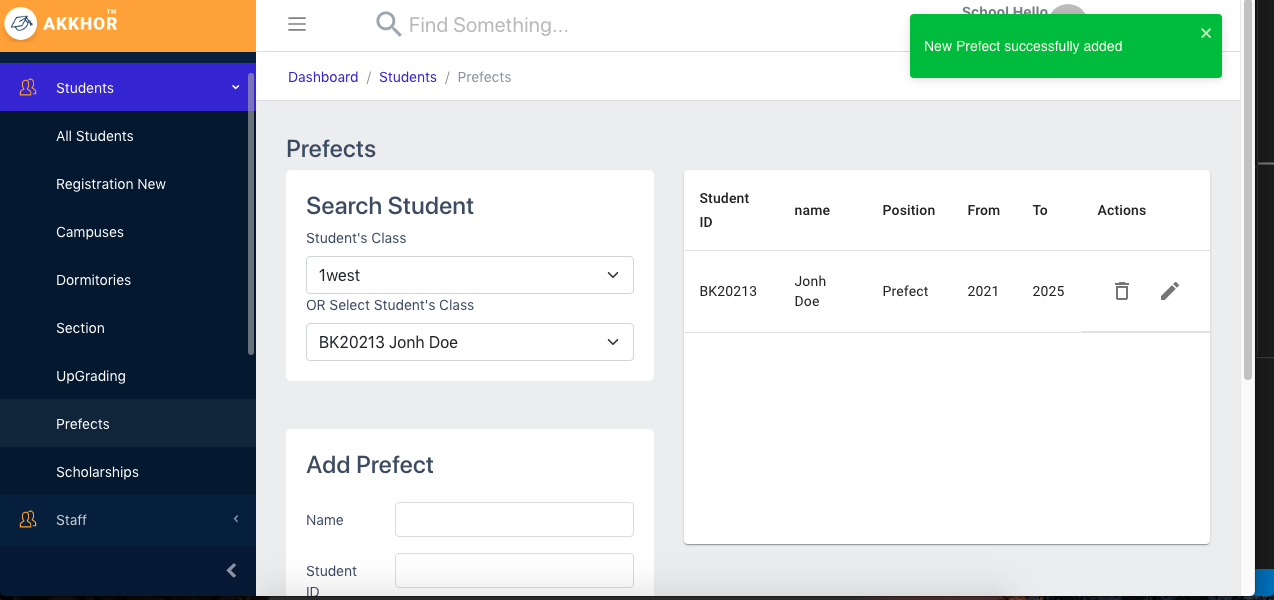 AKKHOR™
Find Something...
School Hello
New Prefect successfully added
Dashboard / Students / Prefects
Students
All Students
Registration New
Campuses
Dormitories
Section
UpGrading
Prefects
Scholarships
Staff
Prefects
Search Student
Student's Class
1west
OR Select Student's Class
BK20213 Jonh Doe
Add Prefect
Name
Student
ID
Student
ID
name
Position
From
To
Actions
BK20213
Jonh
Doe
Prefect
2021
2025